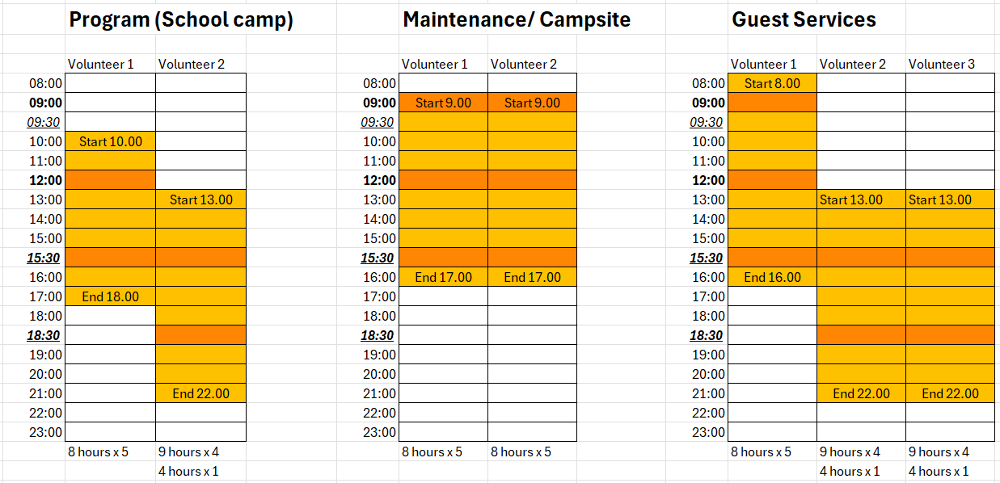 Program (School camp) Maintenance/ Campsite Guest Services
Volunteer 1 Volunteer 2 Volunteer 1 Volunteer 2 Volunteer 1 Volunteer 2 Volunteer 3
08:00 08:00 08:00 Start 8.00
09:00 09:00 Start 9.00 Start 9.00 09:00
09:30 09:30 09:30
10:00 Start 10.00 10:00 10:00
11:00 11:00 11:00
12:00 12:00 12:00
13:00 Start 13.00 13:00 13:00 Start 13.00 Start 13.00
14:00 14:00 14:00
15:00 15:00 15:00
15:30 15:30 15:30
16:00 16:00 End 17.00 End 17.00 16:00 End 16.00
17:00 End 18.00 17:00 17:00
18:00 18:00 18:00
18:30 18:30 18:30
19:00 19:00 19:00
20:00 20:00 20:00
21:00 End 22.00 21:00 21:00 End 22.00 End 22.00
22:00 22:00 22:00
23:00 23:00 23:00
8 hours x 5 9 hours x 4 8 hours x 5 8 hours x 5 8 hours x 5 9 hours x 4 9 hours x 4
4 hours x 1 4 hours x 1 4 hours x 1